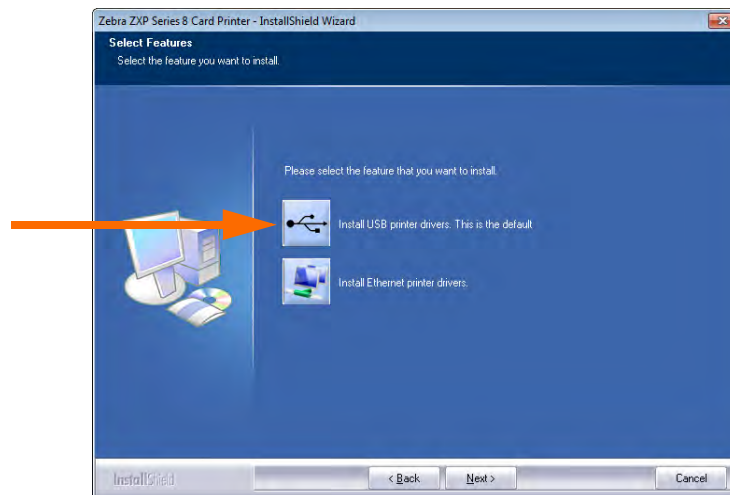 Zebra ZXP Series 8 Card Printer - InstallShield Wizard
Select Features
Select the feature you want to install.
Please select the feature that you want to install.
Install USB printer drivers. This is the default
Install Ethernet printer drivers.
InstallShield
< Back Next > Cancel